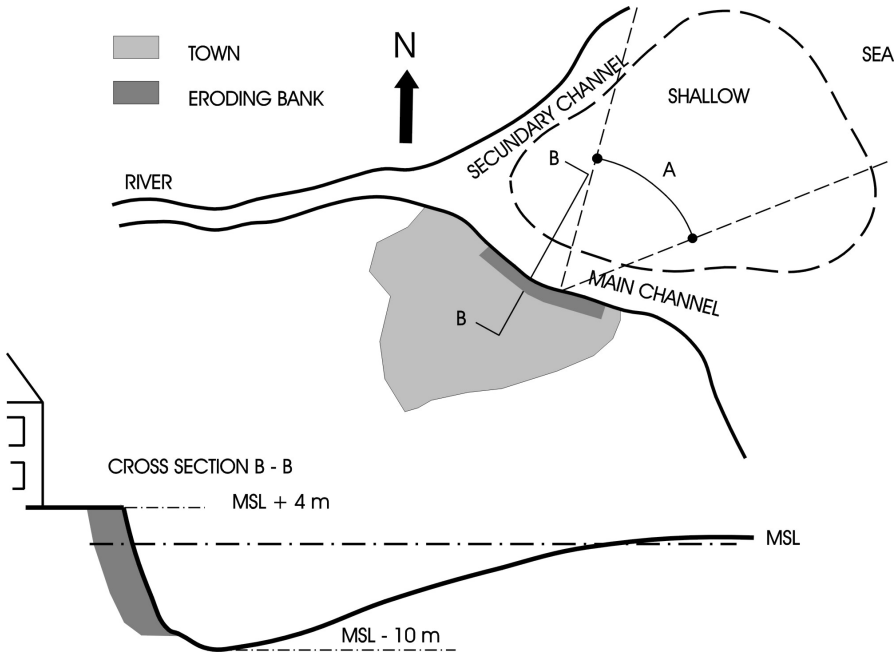 TOWN
ERODING BANK
N
SEA
SHALLOW
SECUNDARY CHANNEL
B
A
RIVER
MAIN CHANNEL
B
CROSS SECTION B - B
MSL + 4 m
MSL
MSL - 10 m